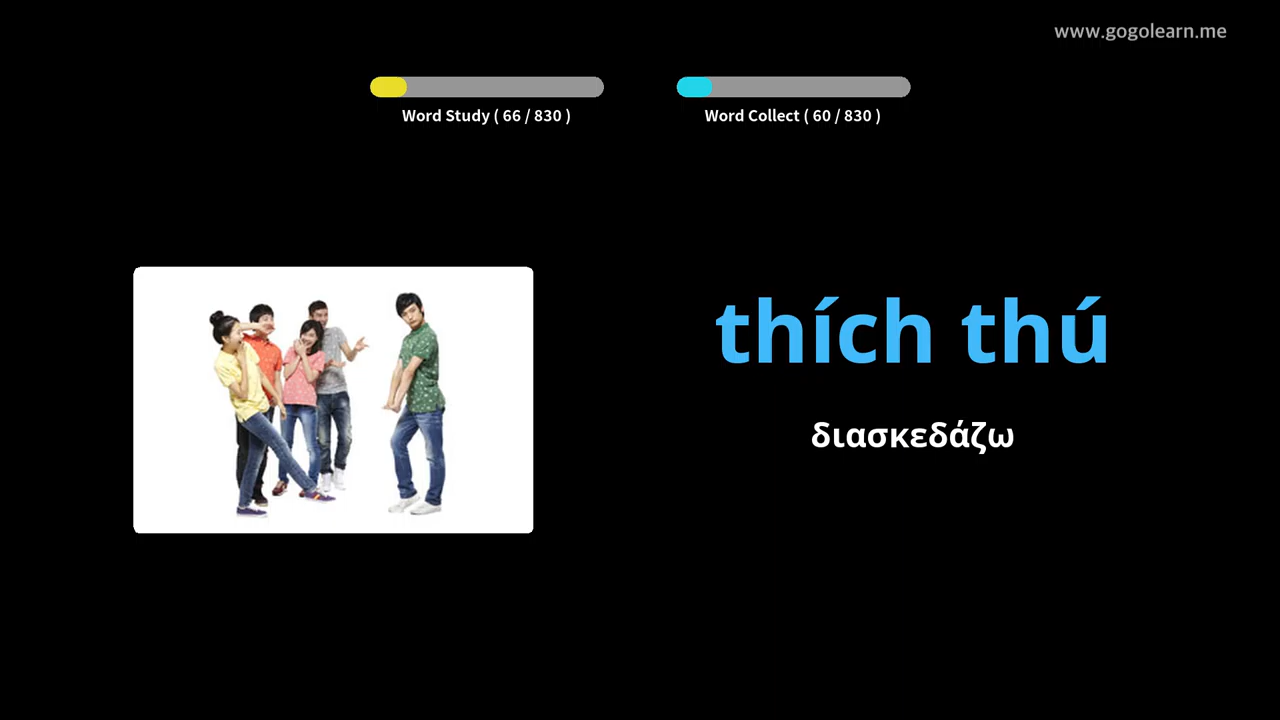 www.gogolearn.me
Word Study ( 66 / 830 )
Word Collect ( 60 / 830 )
thích thú
διασκεδάζω